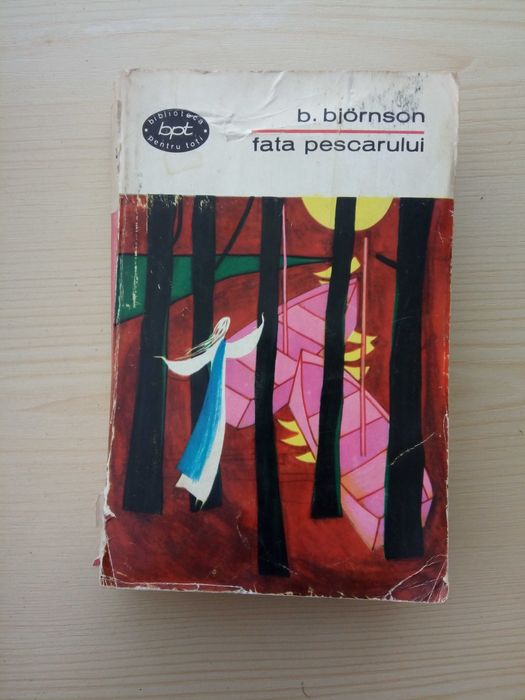 biblioteca
bpt
pentru toți
b. björnson
fata pescarului